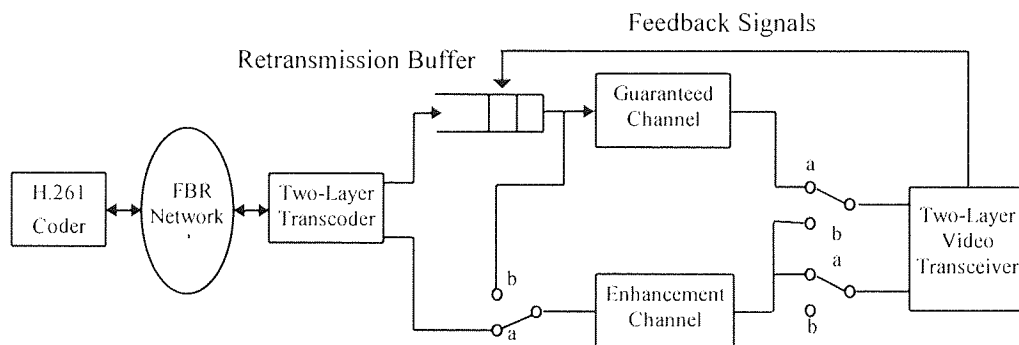 Feedback Signals
Retransmission Buffer
Guaranteed
Channel
a
H.261
Coder
FBR
Network
Two-Layer
Transcoder
b
Two-Layer
Video
Transceiver
a
b
Enhancement
Channel
a
b